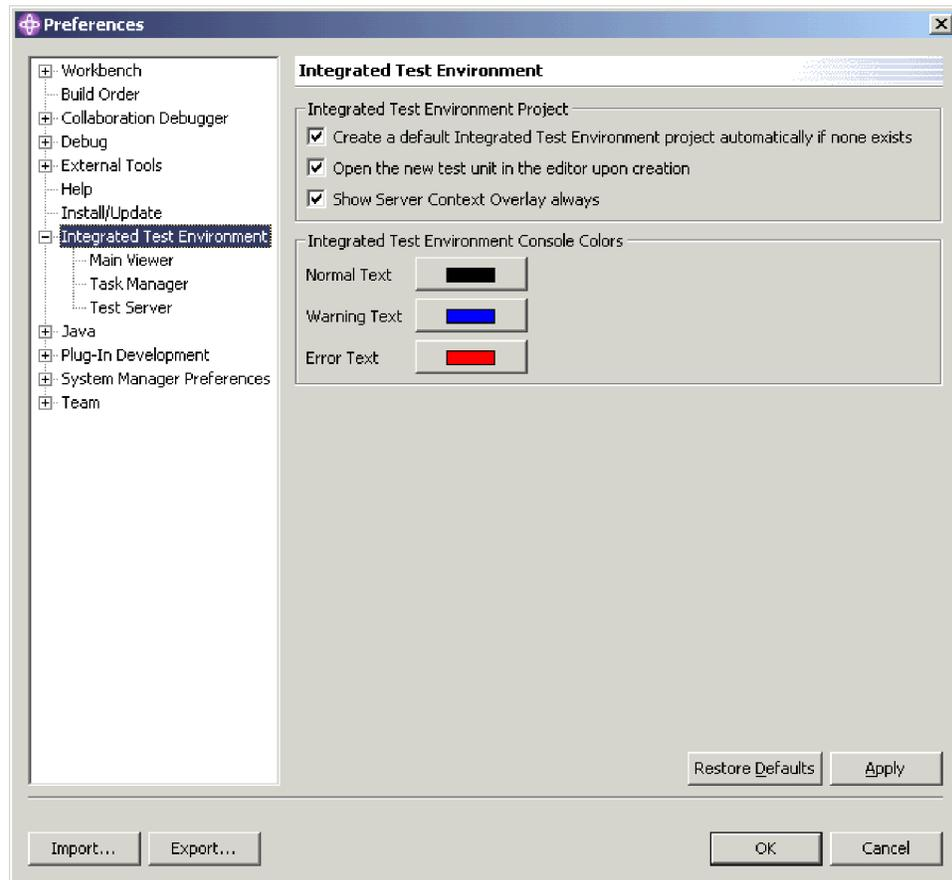 Preferences
Workbench
Build Order
Collaboration Debugger
Debug
External Tools
Help
Install/Update
Integrated Test Environment
Main Viewer
Task Manager
Test Server
Java
Plug-In Development
System Manager Preferences
Team
Integrated Test Environment
Integrated Test Environment Project
Create a default Integrated Test Environment project automatically if none exists
Open the new test unit in the editor upon creation
Show Server Context Overlay always
Integrated Test Environment Console Colors
Normal Text
Warning Text
Error Text
Restore Defaults Apply
Import... Export... OK Cancel